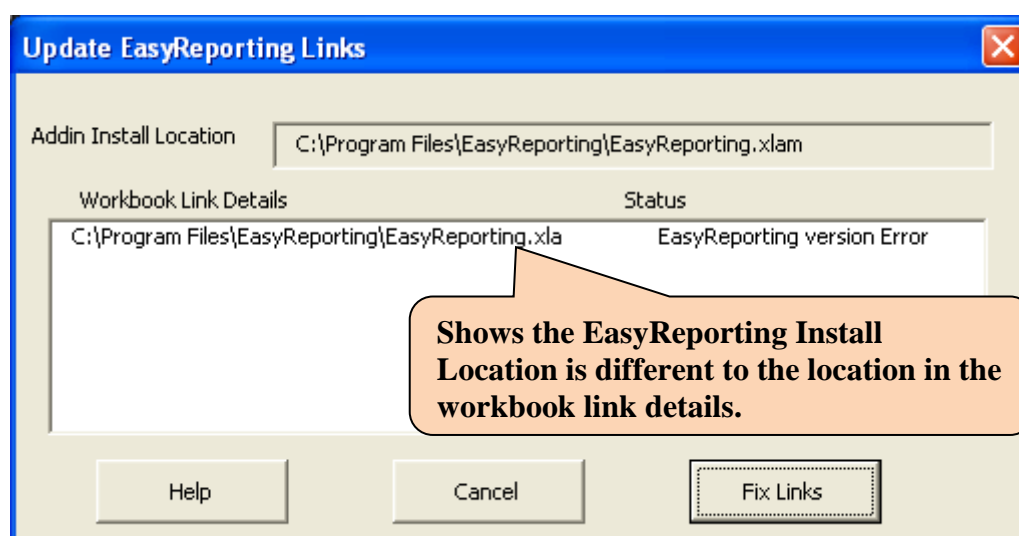 Update EasyReporting Links
Addin Install Location
C:\Program Files\EasyReporting\EasyReporting.xlam
Workbook Link Details Status
C:\Program Files\EasyReporting\EasyReporting.xla EasyReporting version Error
Shows the EasyReporting Install
Location is different to the location in the
workbook link details.
Help Cancel Fix Links